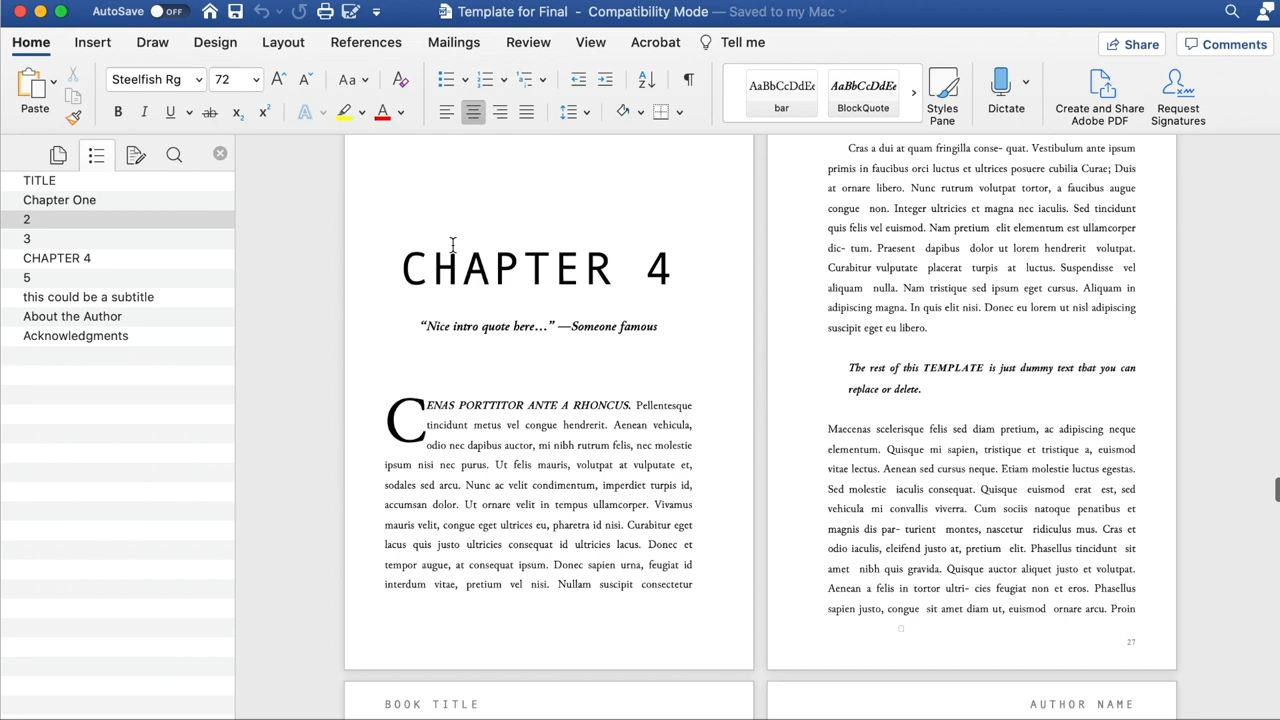 AutoSave OFF Template for Final - Compatibility Mode — Saved to my Mac
Home Insert Draw Design Layout References Mailings Review View Acrobat Tell me Share Comments
Paste Steelfish Rg 72 Aa AaBbCcDdEe bar AaBbCcDdEe BlockQuote Styles Pane Dictate Create and Share Adobe PDF Request Signatures
B I U ab x₂ x² A A
TITLE
Chapter One
2
3
CHAPTER 4
5
this could be a subtitle
About the Author
Acknowledgments
CHAPTER 4
“Nice intro quote here…” —Someone famous
CENAS PORTTITOR ANTE A RHONCUS. Pellentesque
tincidunt metus vel congue hendrerit. Aenean vehicula,
odio nec dapibus auctor, mi nibh rutrum felis, nec molestie
ipsum nisi nec purus. Ut felis mauris, volutpat at vulputate et,
sodales sed arcu. Nunc ac velit condimentum, imperdiet turpis id,
accumsan dolor. Ut ornare velit in tempus ullamcorper. Vivamus
mauris velit, congue eget ultrices eu, pharetra id nisi. Curabitur eget
lacus quis justo ultricies consequat id ultricies lacus. Donec et
tempor augue, at consequat ipsum. Donec sapien urna, feugiat id
interdum vitae, pretium vel nisi. Nullam suscipit consectetur
Cras a dui at quam fringilla conse- quat. Vestibulum ante ipsum
primis in faucibus orci luctus et ultrices posuere cubilia Curae; Duis
at ornare libero. Nunc rutrum volutpat tortor, a faucibus augue
congue non. Integer ultricies et magna nec iaculis. Sed tincidunt
quis felis vel euismod. Nam pretium elit elementum est ullamcorper
dic- tum. Praesent dapibus dolor ut lorem hendrerit volutpat.
Curabitur vulputate placerat turpis at luctus. Suspendisse vel
aliquam nulla. Nam tristique sed ipsum eget cursus. Aliquam in
adipiscing magna. In quis elit nisi. Donec eu lorem ut nisl adipiscing
suscipit eget eu libero.
The rest of this TEMPLATE is just dummy text that you can
replace or delete.
Maecenas scelerisque felis sed diam pretium, ac adipiscing neque
elementum. Quisque mi sapien, tristique et tristique a, euismod
vitae lectus. Aenean sed cursus neque. Etiam molestie luctus egestas.
Sed molestie iaculis consequat. Quisque euismod erat est, sed
vehicula mi convallis viverra. Cum sociis natoque penatibus et
magnis dis par- turient montes, nascetur ridiculus mus. Cras et
odio iaculis, eleifend justo at, pretium elit. Phasellus tincidunt sit
amet nibh quis gravida. Quisque auctor aliquet justo et volutpat.
Aenean a felis in tortor ultri- cies feugiat non et eros. Phasellus
sapien justo, congue sit amet diam ut, euismod ornare arcu. Proin
27
BOOK TITLE
AUTHOR NAME